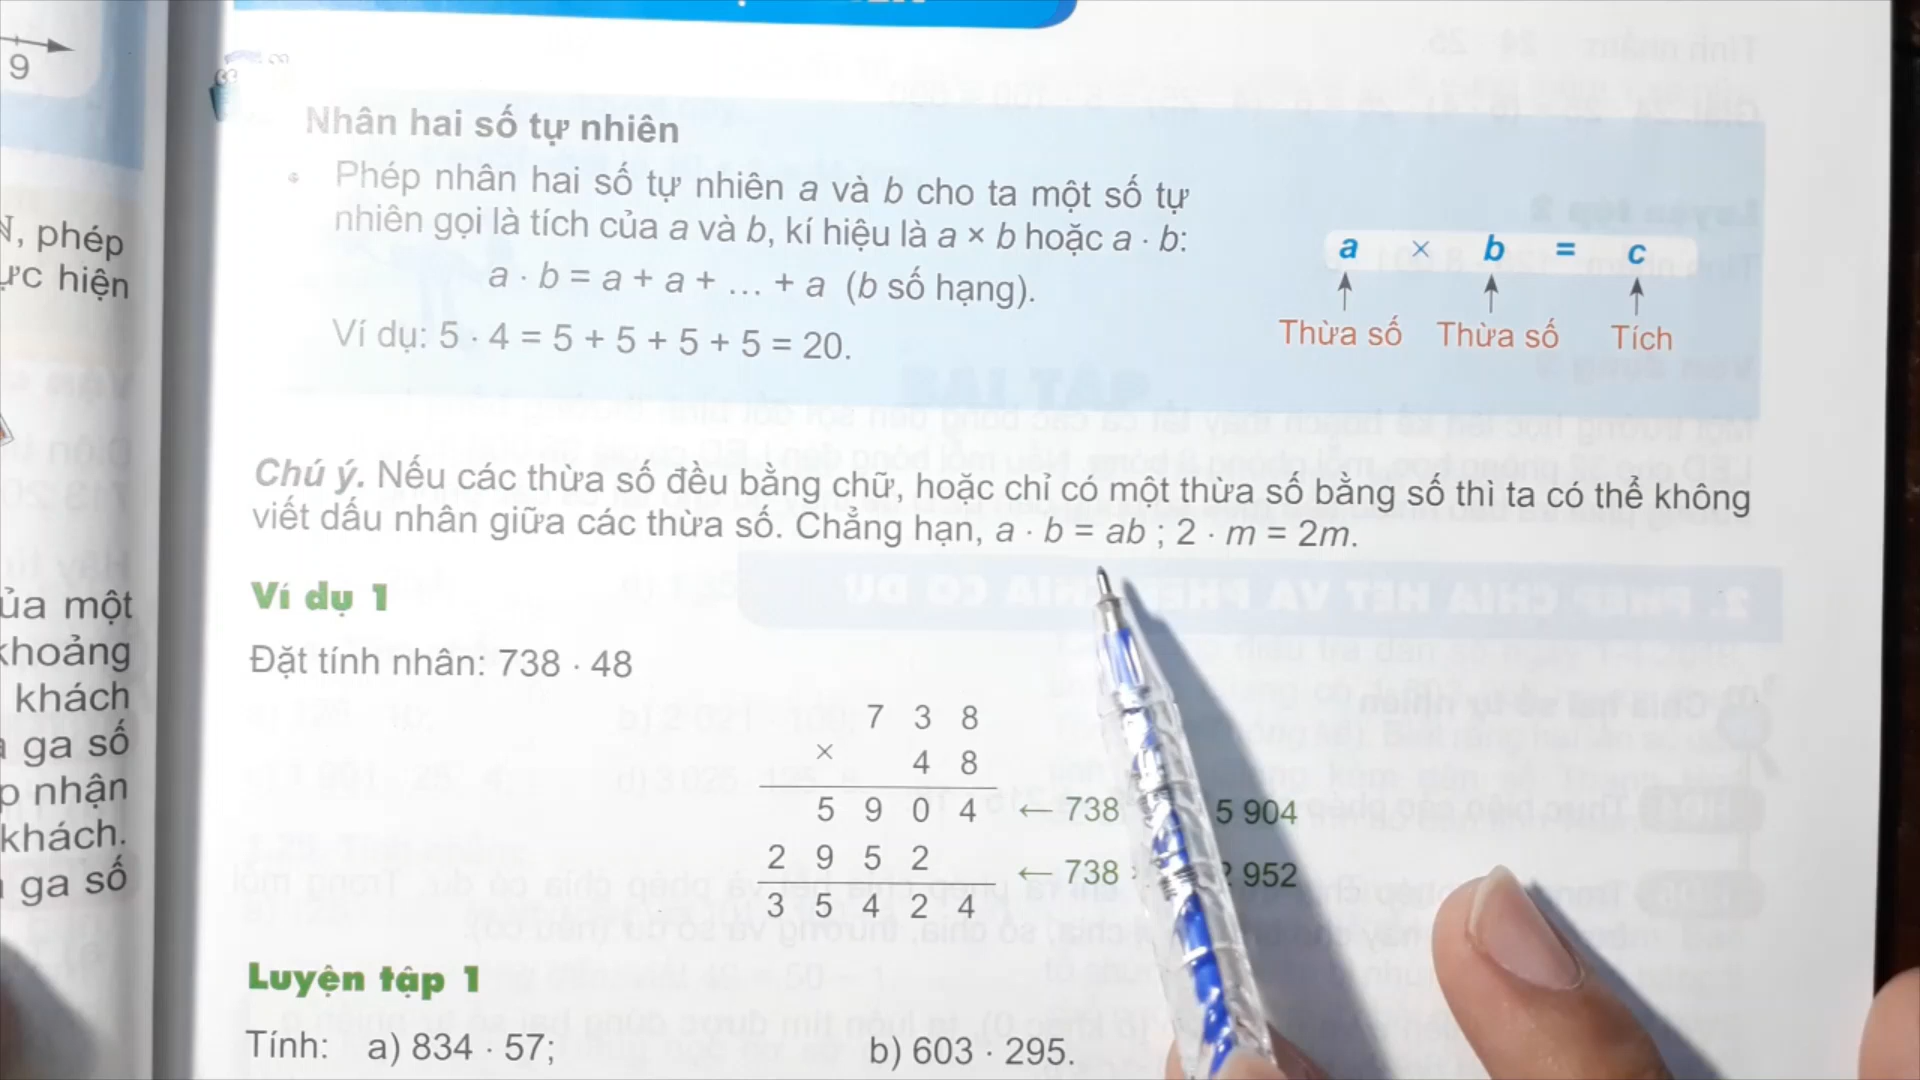 9
, phép
ực hiện
ủa một
khoảng
khách
ga số
nhận
khách.
ga số
Nhân hai số tự nhiên
• Phép nhân hai số tự nhiên a và b cho ta một số tự
nhiên gọi là tích của a và b, kí hiệu là a × b hoặc a · b:
a · b = a + a + ... + a (b số hạng).
Ví dụ: 5 · 4 = 5 + 5 + 5 + 5 = 20.
a × b = c
Thừa số Thừa số Tích
Chú ý. Nếu các thừa số đều bằng chữ, hoặc chỉ có một thừa số bằng số thì ta có thể không
viết dấu nhân giữa các thừa số. Chẳng hạn, a · b = ab ; 2 · m = 2m.
Ví dụ 1
Đặt tính nhân: 738 · 48
7 3 8
×
4 8
5 9 0 4 ← 738 5 904
2 9 5 2 ← 738 952
3 5 4 2 4
Luyện tập 1
Tính: a) 834 · 57; b) 603 · 295.